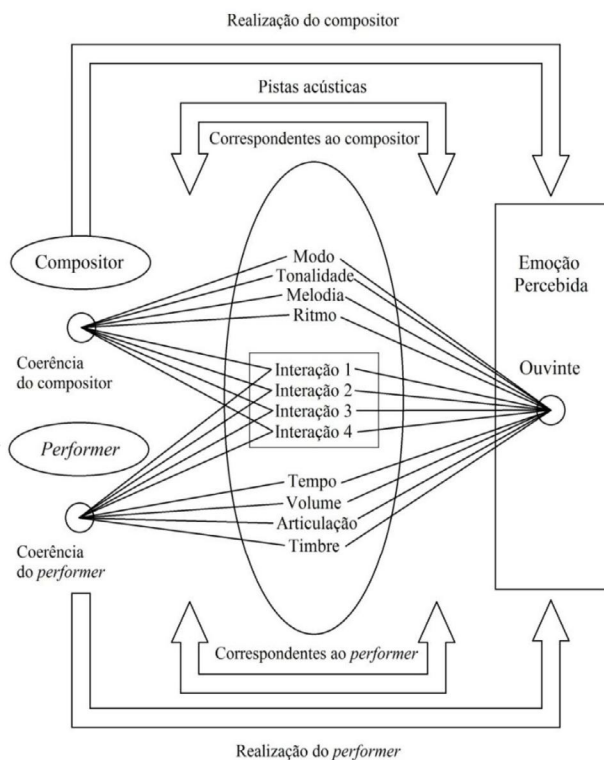 Realização do compositor
Pistas acústicas
Correspondentes ao compositor
Compositor
Coerência
do compositor
Modo
Tonalidade
Melodia
Ritmo
Interação 1
Interação 2
Interação 3
Interação 4
Emoção
Percebida
Ouvinte
Performer
Coerência
do performer
Tempo
Volume
Articulação
Timbre
Correspondentes ao performer
Realização do performer